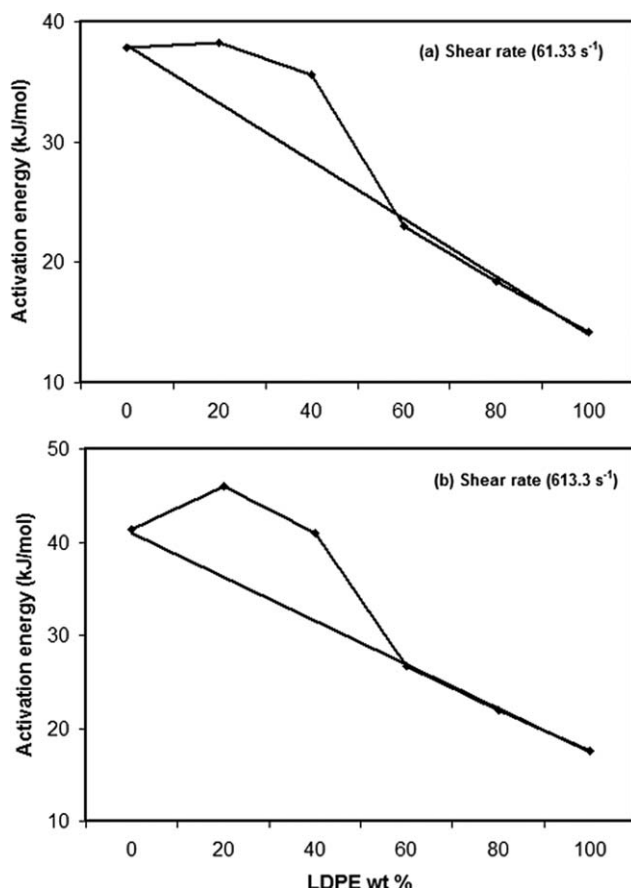 40
(a) Shear rate (61.33 s⁻¹)
30
Activation energy (kJ/mol)
20
10
0 20 40 60 80 100
50
(b) Shear rate (613.3 s⁻¹)
40
Activation energy (kJ/mol)
30
20
10
0 20 40 60 80 100
LDPE wt %